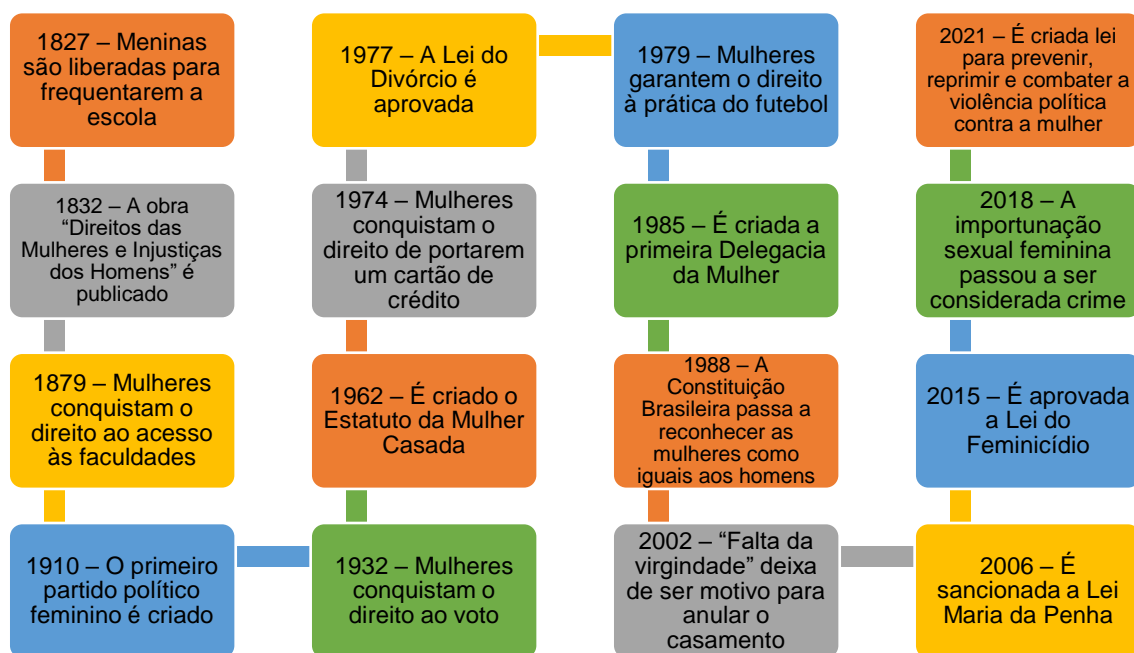 1827 – Meninas
são liberadas para
frequentarem a
escola
1832 – A obra
“Direitos das
Mulheres e Injustiças
dos Homens” é
publicado
1879 – Mulheres
conquistam o
direito ao acesso
às faculdades
1910 – O primeiro
partido político
feminino é criado
1932 – Mulheres
conquistam o
direito ao voto
1962 – É criado o
Estatuto da Mulher
Casada
1974 – Mulheres
conquistam o
direito de portarem
um cartão de
crédito
1977 – A Lei do
Divórcio é
aprovada
1979 – Mulheres
garantem o direito
à prática do futebol
1985 – É criada a
primeira Delegacia
da Mulher
1988 – A
Constituição
Brasileira passa a
reconhecer as
mulheres como
iguais aos homens
2002 – “Falta da
virgindade” deixa
de ser motivo para
anular o
casamento
2006 – É
sancionada a Lei
Maria da Penha
2015 – É aprovada
a Lei do
Feminicídio
2018 – A
importunação
sexual feminina
passou a ser
considerada crime
2021 – É criada lei
para prevenir,
reprimir e combater a
violência política
contra a mulher